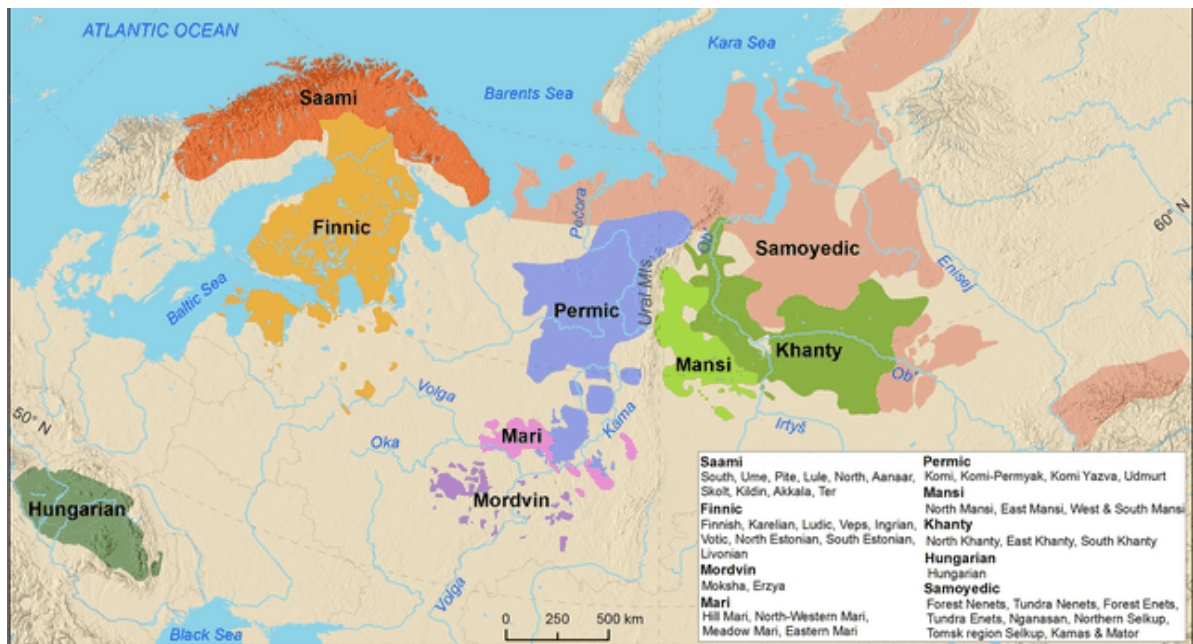 ATLANTIC OCEAN
Kara Sea
Barents Sea
Saami
Pečora
60° N
Finnic
Ob'
Samoyedic
Enisej
Baltic Sea
Ural Mts.
Permic
Mansi
Khanty
Ob'
Volga
50° N
Kama
Irtyš
Oka
Mari
Mordvin
Hungarian
Volga
0 250 500 km
Black Sea
Saami
South, Ume, Pite, Lule, North, Aanaar,
Skolt, Kildin, Akkala, Ter
Finnic
Finnish, Karelian, Ludic, Veps, Ingrian,
Votic, North Estonian, South Estonian,
Livonian
Mordvin
Moksha, Erzya
Mari
Hill Mari, North-Western Mari,
Meadow Mari, Eastern Mari
Permic
Komi, Komi-Permyak, Komi Yazva, Udmurt
Mansi
North Mansi, East Mansi, West & South Mansi
Khanty
North Khanty, East Khanty, South Khanty
Hungarian
Hungarian
Samoyedic
Forest Nenets, Tundra Nenets, Forest Enets,
Tundra Enets, Nganasan, Northern Selkup,
Tomsk region Selkup, Kamas & Mator